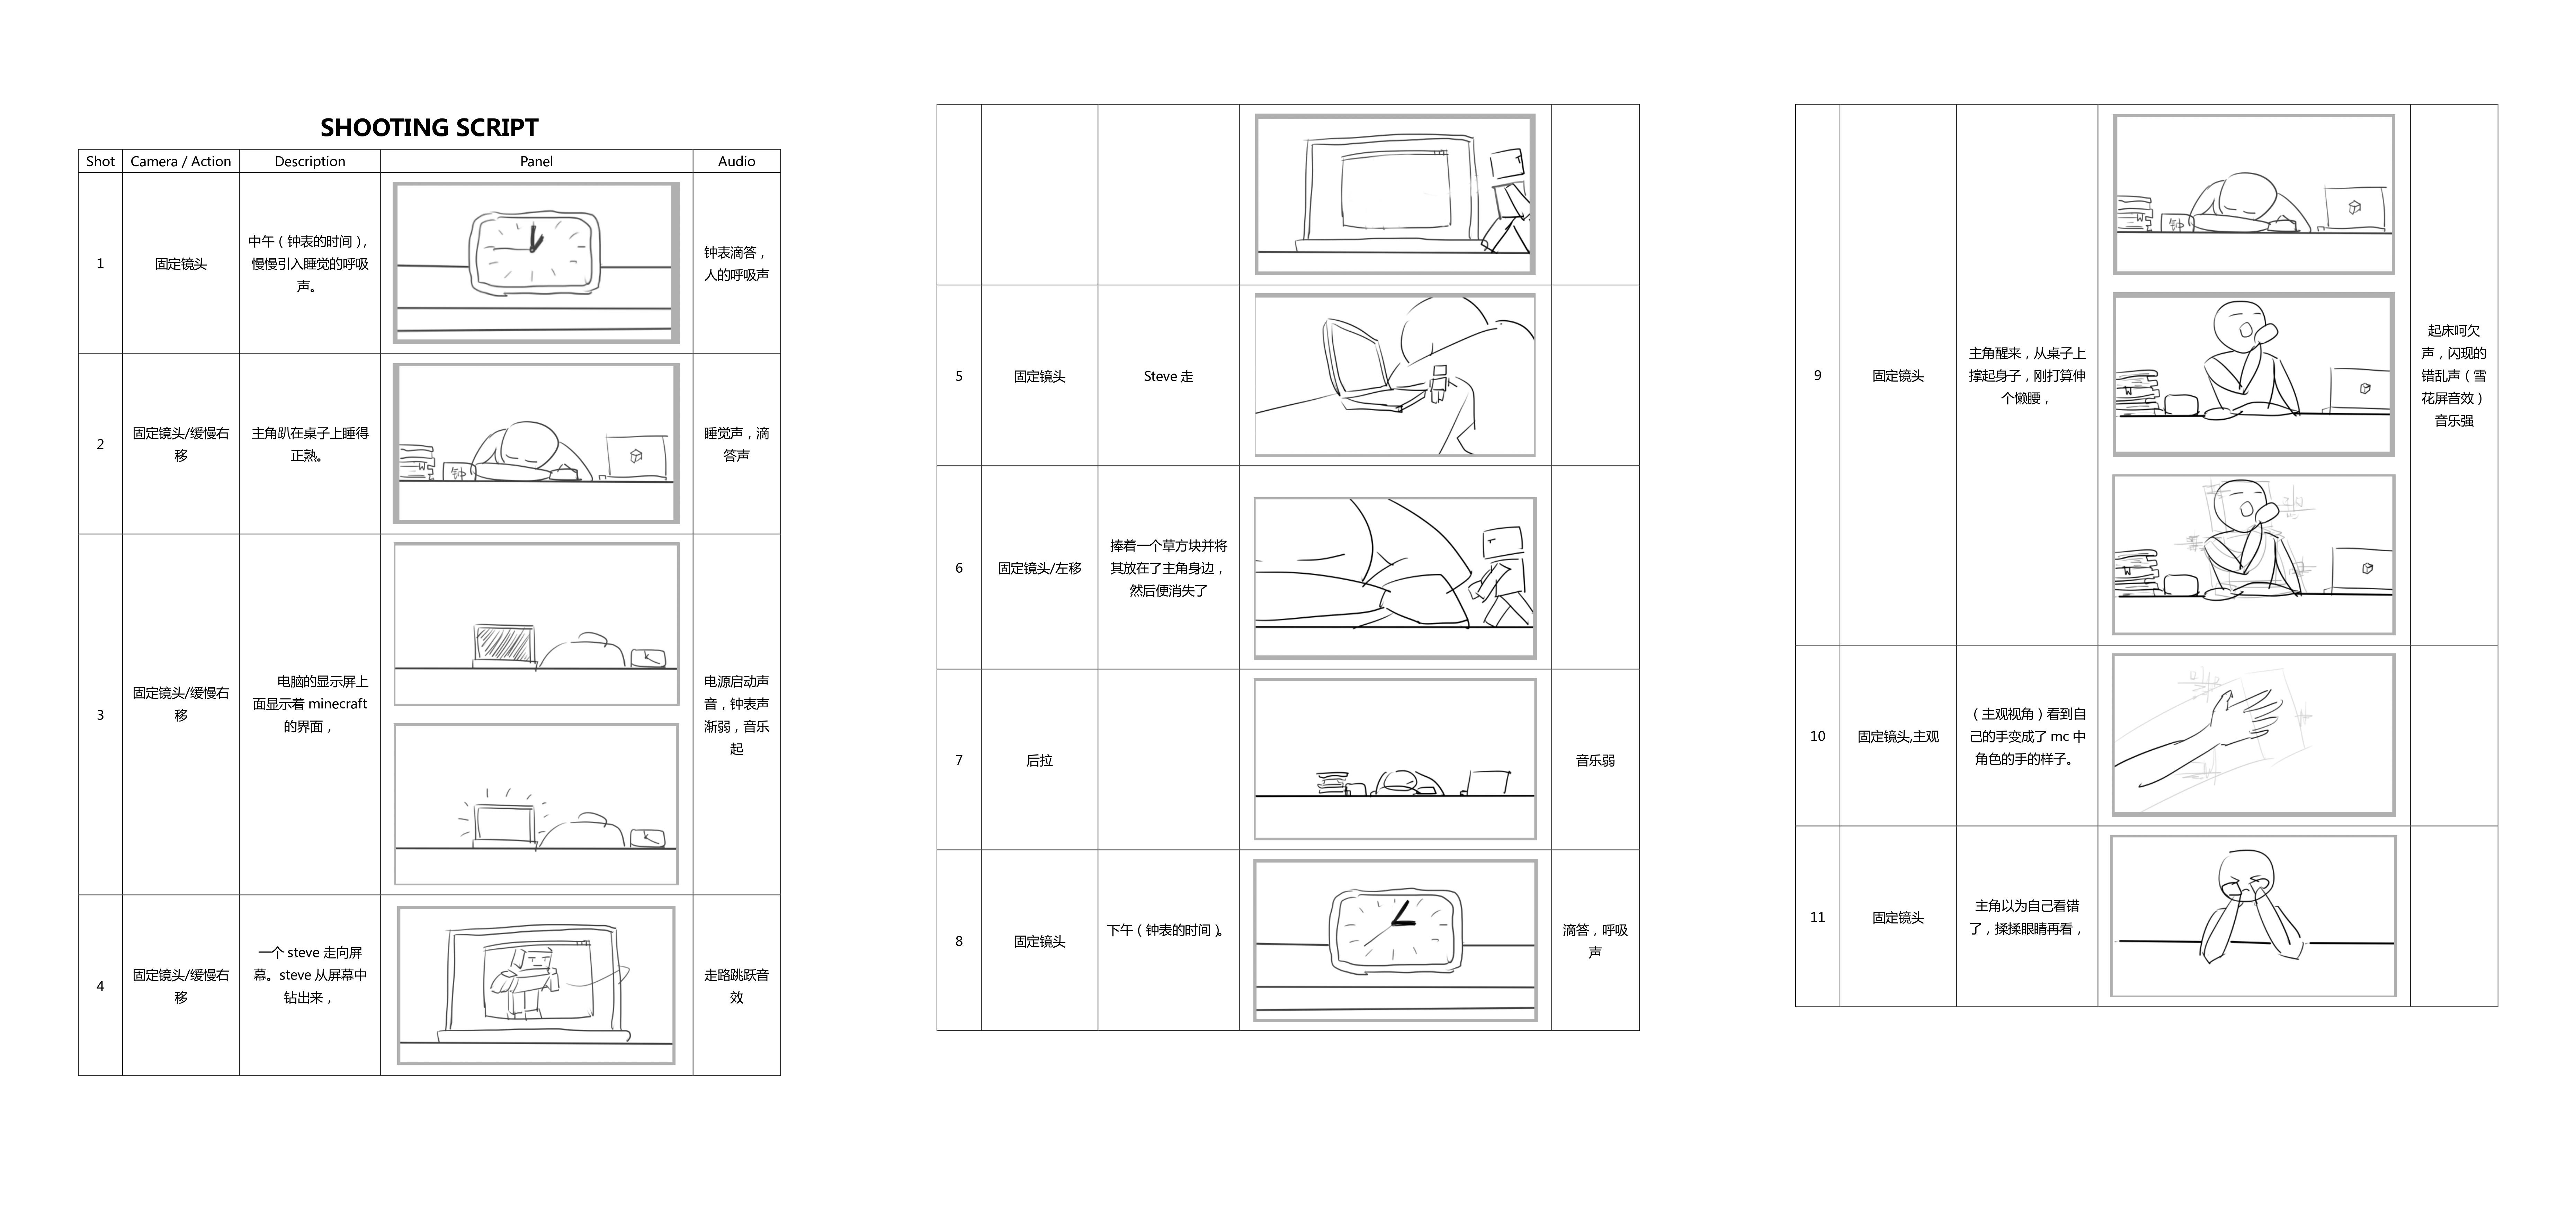 SHOOTING SCRIPT
Shot Camera / Action Description Panel Audio
1
固定镜头
中午（钟表的时间），
慢慢引入睡觉的呼吸
声。
钟表滴答，
人的呼吸声
2
固定镜头/缓慢右
移
主角趴在桌子上睡得
正熟。
钟
睡觉声，滴
答声
3
固定镜头/缓慢右
移
电脑的显示屏上
面显示着 minecraft
的界面，
电源启动声
音，钟表声
渐弱，音乐
起
4
固定镜头/缓慢右
移
一个 steve 走向屏
幕。steve 从屏幕中
钻出来，
走路跳跃音
效
5
固定镜头
Steve 走
6
固定镜头/左移
捧着一个草方块并将
其放在了主角身边，
然后便消失了
7
后拉
音乐弱
8
固定镜头
下午（钟表的时间）。
滴答，呼吸
声
9
固定镜头
主角醒来，从桌子上
撑起身子，刚打算伸
个懒腰，
钟
起床呵欠
声，闪现的
错乱声（雪
花屏音效）
音乐强
10
固定镜头,主观
（主观视角）看到自
己的手变成了 mc 中
角色的手的样子。
11
固定镜头
主角以为自己看错
了，揉揉眼睛再看，